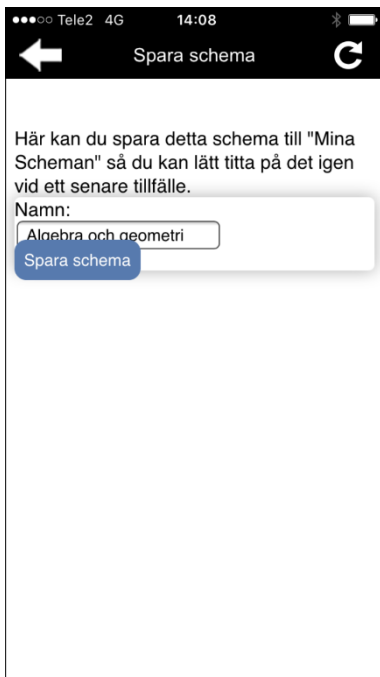 Tele2 4G 14:08
Spara schema
Här kan du spara detta schema till "Mina
Scheman" så du kan lätt titta på det igen
vid ett senare tillfälle.
Namn:
Algebra och geometri
Spara schema